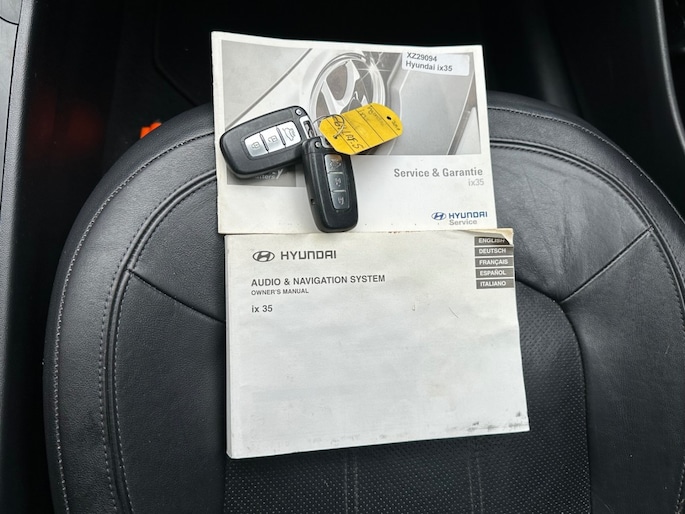 XZ29094
Hyundai ix35
Service & Garantie
ix35
HYUNDAI
Service
HYUNDAI
AUDIO & NAVIGATION SYSTEM
OWNER'S MANUAL
ix 35
ENGLISH
DEUTSCH
FRANÇAIS
ESPAÑOL
ITALIANO